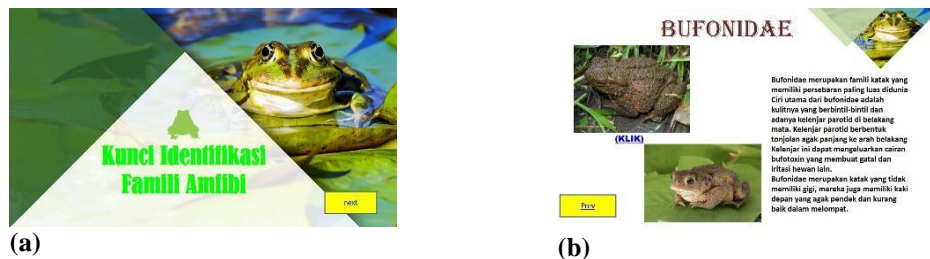 Kunci Identifikasi
Famili Amfibi
next
(a)
BUFONIDAE
(KLIK)
Prev
Bufonidae merupakan famili katak yang
memiliki persebaran paling luas didunia
Ciri utama dari bufonidae adalah
kulitnya yang berbintil-bintil dan
adanya kelenjar parotid di belakang
mata. Kelenjar parotid berbentuk
tonjolan agak panjang ke arah belakang
Kelenjar ini dapat mangeluarkan cairan
bufotoxin yang membuat gatal dan
iritasi hewan lain.
Bufonidae merupakan katak yang tidak
memiliki gigi, mereka juga memiliki kaki
depan yang agak pendek dan kurang
baik dalam melompat.
(b)